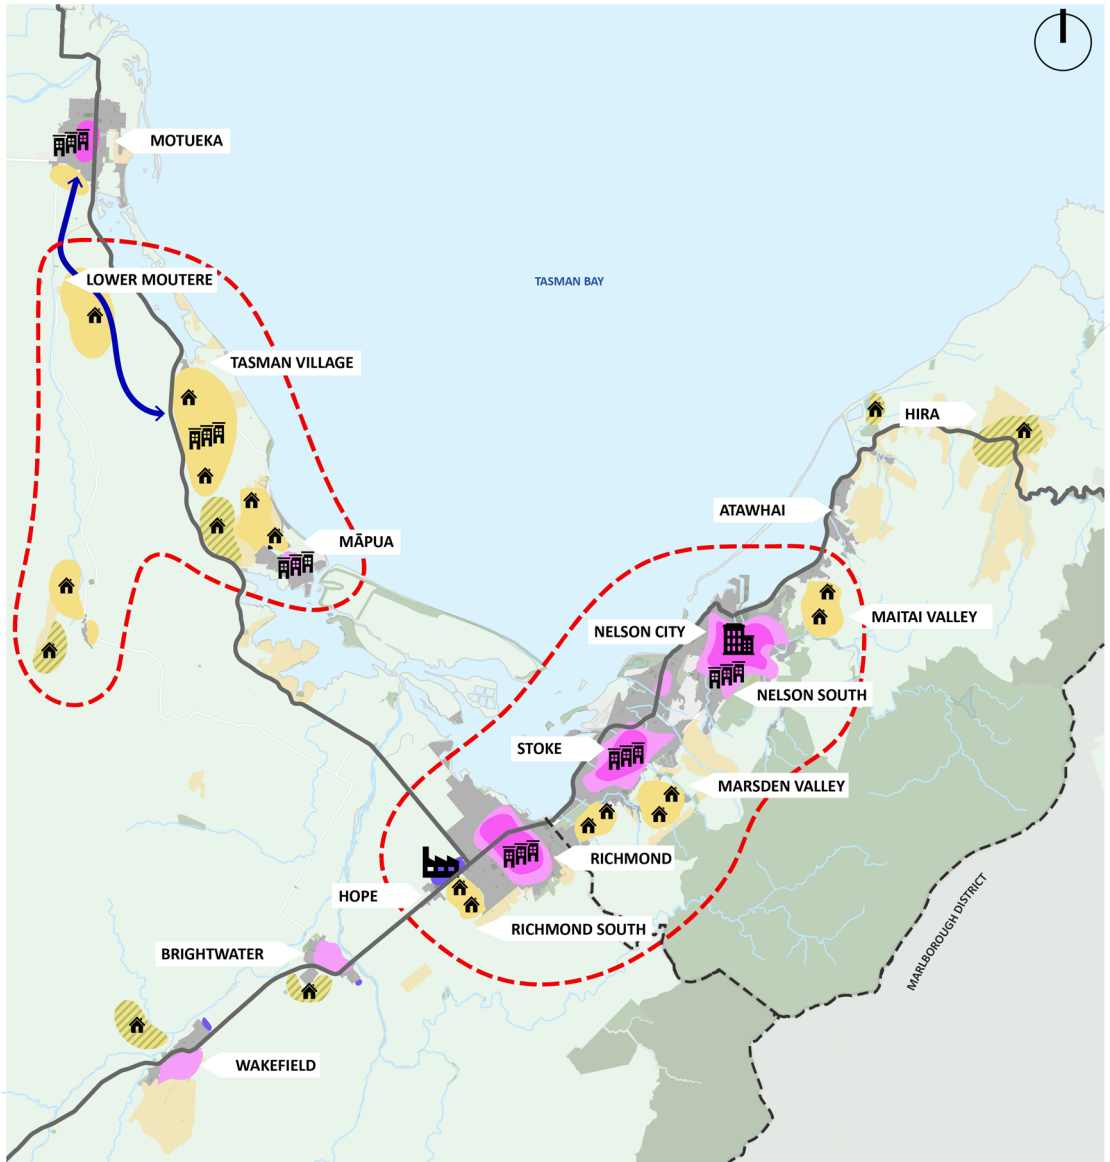 MOTUEKA
LOWER MOUTERE
TASMAN BAY
TASMAN VILLAGE
HIRA
ATAWHAI
MĀPUA
MAITAI VALLEY
NELSON CITY
NELSON SOUTH
STOKE
MARSDEN VALLEY
RICHMOND
HOPE
RICHMOND SOUTH
MARLBOROUGH DISTRICT
BRIGHTWATER
WAKEFIELD